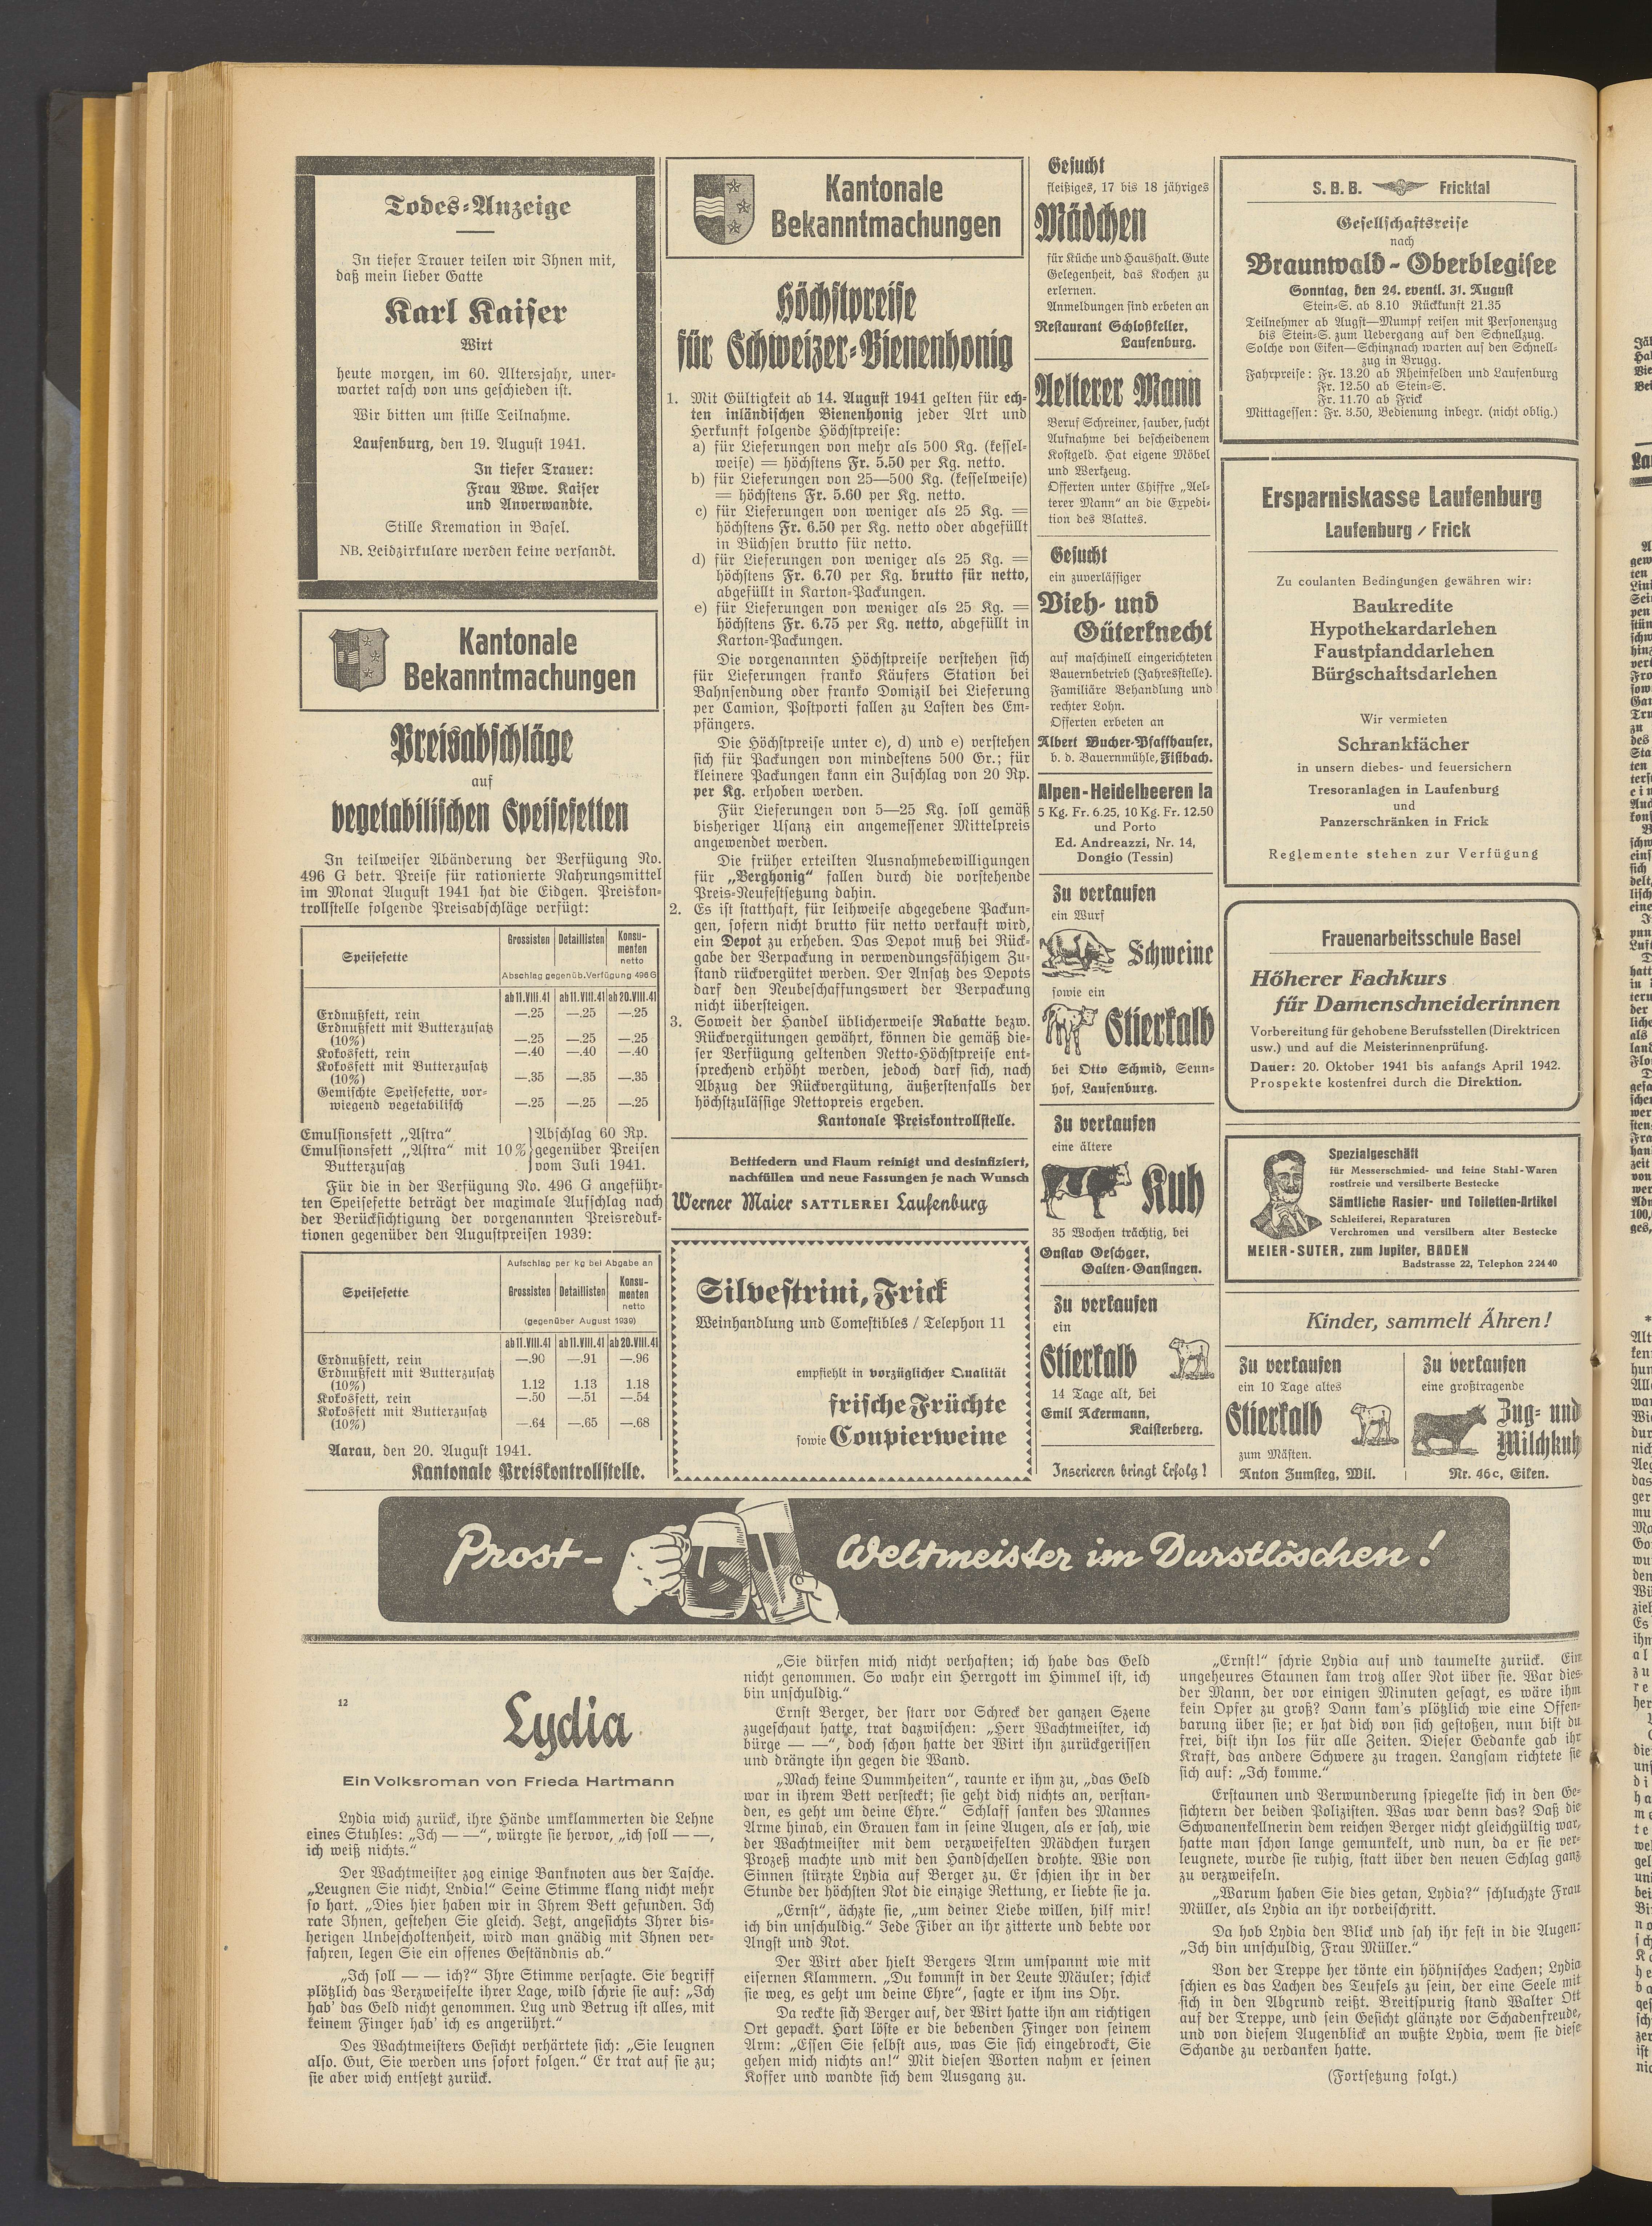 Todes-Anzeige
In tiefer Trauer teilen wir Ihnen mit,
daß mein lieber Gatte
Karl Kaiser
Wirt
heute morgen, im 60. Altersjahr, uner-
wartet rasch von uns geschieden ist.
Wir bitten um stille Teilnahme.
Laufenburg, den 19. August 1941.
In tiefer Trauer:
Frau Wwe. Kaiser
und Anverwandte.
Stille Kremation in Basel.
NB. Leidzirkulare werden keine versandt.
Kantonale
Bekanntmachungen
Preisabschläge
auf
vegetabilischen Speisefetten
In teilweiser Abänderung der Verfügung No.
496 G betr. Preise für rationierte Nahrungsmittel
im Monat August 1941 hat die Eidgen. Preiskon-
trollstelle folgende Preisabschläge verfügt:
Speisefette Grossisten Detaillisten Konsu-
menten
netto
Abschlag gegenüb. Verfügung 496 G
ab 11.VIII.41 ab 11.VIII.41 ab 20.VIII.41
Erdnußfett, rein —.25 —.25 —.25
Erdnußfett mit Butterzusatz
(10%) —.25 —.25 —.25
Kokosfett, rein —.40 —.40 —.40
Kokosfett mit Butterzusatz
(10%) —.35 —.35 —.35
Gemischte Speisefette, vor-
wiegend vegetabilisch —.25 —.25 —.25
Emulsionsfett „Astra“ Abschlag 60 Rp.
Emulsionsfett „Astra“ mit 10% gegenüber Preisen
Butterzusatz vom Juli 1941.
Für die in der Verfügung No. 496 G angeführ-
ten Speisefette beträgt der maximale Aufschlag nach
der Berücksichtigung der vorgenannten Preisreduk-
tionen gegenüber den Augustpreisen 1939:
Speisefette Aufschlag per kg bei Abgabe an
Grossisten Detaillisten Konsu-
menten
netto
(gegenüber August 1939)
ab 11.VIII.41 ab 11.VIII.41 ab 20.VIII.41
Erdnußfett, rein —.90 —.91 —.96
Erdnußfett mit Butterzusatz
(10%) 1.12 1.13 1.18
Kokosfett, rein —.50 —.51 —.54
Kokosfett mit Butterzusatz
(10%) —.64 —.65 —.68
Aarau, den 20. August 1941.
Kantonale Preiskontrollstelle.
Kantonale
Bekanntmachungen
Höchstpreise
für Schweizer-Bienenhonig
1. Mit Gültigkeit ab 14. August 1941 gelten für ech-
ten inländischen Bienenhonig jeder Art und
Herkunft folgende Höchstpreise:
a) für Lieferungen von mehr als 500 Kg. (kessel-
weise) = höchstens Fr. 5.50 per Kg. netto.
b) für Lieferungen von 25—500 Kg. (kesselweise)
= höchstens Fr. 5.60 per Kg. netto.
c) für Lieferungen von weniger als 25 Kg. =
höchstens Fr. 6.50 per Kg. netto oder abgefüllt
in Büchsen brutto für netto.
d) für Lieferungen von weniger als 25 Kg. =
höchstens Fr. 6.70 per Kg. brutto für netto,
abgefüllt in Karton-Packungen.
e) für Lieferungen von weniger als 25 Kg. =
höchstens Fr. 6.75 per Kg. netto, abgefüllt in
Karton-Packungen.
Die vorgenannten Höchstpreise verstehen sich
für Lieferungen franko Käufers Station bei
Bahnsendung oder franko Domizil bei Lieferung
per Camion, Postporti fallen zu Lasten des Em-
pfängers.
Die Höchstpreise unter c), d) und e) verstehen
sich für Packungen von mindestens 500 Gr.; für
kleinere Packungen kann ein Zuschlag von 20 Rp.
per Kg. erhoben werden.
Für Lieferungen von 5—25 Kg. soll gemäß
bisheriger Usanz ein angemessener Mittelpreis
angewendet werden.
Die früher erteilten Ausnahmebewilligungen
für „Berghonig“ fallen durch die vorstehende
Preis-Neufestsetzung dahin.
2. Es ist statthaft, für leihweise abgegebene Packun-
gen, sofern nicht brutto für netto verkauft wird,
ein Depot zu erheben. Das Depot muß bei Rück-
gabe der Verpackung in verwendungsfähigem Zu-
stand rückvergütet werden. Der Ansatz des Depots
darf den Neubeschaffungswert der Verpackung
nicht übersteigen.
3. Soweit der Handel üblicherweise Rabatte bezw.
Rückvergütungen gewährt, können die gemäß die-
ser Verfügung geltenden Netto-Höchstpreise ent-
sprechend erhöht werden, jedoch darf sich, nach
Abzug der Rückvergütung, äußerstenfalls der
höchstzulässige Nettopreis ergeben.
Kantonale Preiskontrollstelle.
Bettfedern und Flaum reinigt und desinfiziert,
nachfüllen und neue Fassungen je nach Wunsch
Werner Maier SATTLEREI Laufenburg
Silvestrini, Frick
Weinhandlung und Comestibles / Telephon 11
empfiehlt in vorzüglicher Qualität
frische Früchte
sowie Coupierweine
Gesucht
fleißiges, 17 bis 18 jähriges
Mädchen
für Küche und Haushalt. Gute
Gelegenheit, das Kochen zu
erlernen.
Anmeldungen sind erbeten an
Restaurant Schloßkeller,
Laufenburg.
Aelterer Mann
Beruf Schreiner, sauber, sucht
Aufnahme bei bescheidenem
Kostgeld. Hat eigene Möbel
und Werkzeug.
Offerten unter Chiffre „Ael-
terer Mann“ an die Expedi-
tion des Blattes.
Gesucht
ein zuverlässiger
Vieh- und
Güterknecht
auf maschinell eingerichteten
Bauernbetrieb (Jahresstelle).
Familiäre Behandlung und
rechter Lohn.
Offerten erbeten an
Albert Bucher-Pfaffhauser,
b. d. Bauernmühle, Fislbach.
Alpen-Heidelbeeren Ia
5 Kg. Fr. 6.25, 10 Kg. Fr. 12.50
und Porto
Ed. Andreazzi, Nr. 14,
Dongio (Tessin)
Zu verkaufen
ein Wurf
Schweine
sowie ein
Stierkalb
bei Otto Schmid, Senn-
hof, Laufenburg.
Zu verkaufen
eine ältere
Kuh
35 Wochen trächtig, bei
Gustav Oeschger,
Galten-Gansingen.
Zu verkaufen
ein
Stierkalb
14 Tage alt, bei
Emil Ackermann,
Kaisterberg.
Inserieren bringt Erfolg!
S. B. B. Fricktal
Gesellschaftsreise
nach
Braunwald - Oberblegisee
Sonntag, den 24. eventl. 31. August
Stein-S. ab 8.10 Rückkunft 21.35
Teilnehmer ab Augst—Mumpf reisen mit Personenzug
bis Stein-S. zum Uebergang auf den Schnellzug.
Solche von Eiken—Schinznach warten auf den Schnell-
zug in Brugg.
Fahrpreise: Fr. 13.20 ab Rheinfelden und Laufenburg
Fr. 12.50 ab Stein-S.
Fr. 11.70 ab Frick
Mittagessen: Fr. 3.50, Bedienung inbegr. (nicht oblig.)
Ersparniskasse Laufenburg
Laufenburg / Frick
Zu coulanten Bedingungen gewähren wir:
Baukredite
Hypothekardarlehen
Faustpfanddarlehen
Bürgschaftsdarlehen
Wir vermieten
Schrankfächer
in unsern diebes- und feuersichern
Tresoranlagen in Laufenburg
und
Panzerschränken in Frick
Reglemente stehen zur Verfügung
Frauenarbeitsschule Basel
Höherer Fachkurs
für Damenschneiderinnen
Vorbereitung für gehobene Berufsstellen (Direktricen
usw.) und auf die Meisterinnenprüfung.
Dauer: 20. Oktober 1941 bis anfangs April 1942.
Prospekte kostenfrei durch die Direktion.
Spezialgeschäft
für Messerschmied- und feine Stahl-Waren
rostfreie und versilberte Bestecke
Sämtliche Rasier- und Toiletten-Artikel
Schleiferei, Reparaturen
Verchromen und versilbern alter Bestecke
MEIER-SUTER, zum Jupiter, BADEN
Badstrasse 22, Telephon 2 24 40
Kinder, sammelt Ähren!
Zu verkaufen
ein 10 Tage altes
Stierkalb
zum Mästen.
Anton Zumsteg, Wil.
Zu verkaufen
eine großtragende
Zug- und
Milchkuh
Nr. 46c, Eiken.
Prost- Weltmeister im Durstlöschen!
12
Lydia
Ein Volksroman von Frieda Hartmann
Lydia wich zurück, ihre Hände umklammerten die Lehne
eines Stuhles: „Ich — —“, würgte sie hervor, „ich soll — —,
ich weiß nichts.“
Der Wachtmeister zog einige Banknoten aus der Tasche.
„Leugnen Sie nicht, Lydia!“ Seine Stimme klang nicht mehr
so hart. „Dies hier haben wir in Ihrem Bett gefunden. Ich
rate Ihnen, gestehen Sie gleich. Jetzt, angesichts Ihrer bis-
herigen Unbescholtenheit, wird man gnädig mit Ihnen ver-
fahren, legen Sie ein offenes Geständnis ab.“
„Ich soll — — ich?“ Ihre Stimme versagte. Sie begriff
plötzlich das Verzweifelte ihrer Lage, wild schrie sie auf: „Ich
hab' das Geld nicht genommen. Lug und Betrug ist alles, mit
keinem Finger hab' ich es angerührt.“
Des Wachtmeisters Gesicht verhärtete sich: „Sie leugnen
also. Gut, Sie werden uns sofort folgen.“ Er trat auf sie zu;
sie aber wich entsetzt zurück.
„Sie dürfen mich nicht verhaften; ich habe das Geld
nicht genommen. So wahr ein Herrgott im Himmel ist, ich
bin unschuldig.“
Ernst Berger, der starr vor Schreck der ganzen Szene
zugeschaut hatte, trat dazwischen: „Herr Wachtmeister, ich
bürge — —“, doch schon hatte der Wirt ihn zurückgerissen
und drängte ihn gegen die Wand.
„Mach keine Dummheiten“, raunte er ihm zu, „das Geld
war in ihrem Bett versteckt; sie geht dich nichts an, verstan-
den, es geht um deine Ehre.“ Schlaff sanken des Mannes
Arme hinab, ein Grauen kam in seine Augen, als er sah, wie
der Wachtmeister mit dem verzweifelten Mädchen kurzen
Prozeß machte und mit den Handschellen drohte. Wie von
Sinnen stürzte Lydia auf Berger zu. Er schien ihr in der
Stunde der höchsten Not die einzige Rettung, er liebte sie ja.
„Ernst“, ächzte sie, „um deiner Liebe willen, hilf mir!
ich bin unschuldig.“ Jede Fiber an ihr zitterte und bebte vor
Angst und Not.
Der Wirt aber hielt Bergers Arm umspannt wie mit
eisernen Klammern. „Du kommst in der Leute Mäuler; schick
sie weg, es geht um deine Ehre“, sagte er ihm ins Ohr.
Da reckte sich Berger auf, der Wirt hatte ihn am richtigen
Ort gepackt. Hart löste er die bebenden Finger von seinem
Arm: „Essen Sie selbst aus, was Sie sich eingebrockt, Sie
gehen mich nichts an!“ Mit diesen Worten nahm er seinen
Koffer und wandte sich dem Ausgang zu.
„Ernst!“ schrie Lydia auf und taumelte zurück. Ein
ungeheures Staunen kam trotz aller Not über sie. War dies
der Mann, der vor einigen Minuten gesagt, es wäre ihm
kein Opfer zu groß? Dann kam's plötzlich wie eine Offen-
barung über sie; er hat dich von sich gestoßen, nun bist du
frei, bist ihn los für alle Zeiten. Dieser Gedanke gab ihr
Kraft, das andere Schwere zu tragen. Langsam richtete sie
sich auf: „Ich komme.“
Erstaunen und Verwunderung spiegelte sich in den Ge-
sichtern der beiden Polizisten. Was war denn das? Daß die
Schwanenkellnerin dem reichen Berger nicht gleichgültig war,
hatte man schon lange gemunkelt, und nun, da er sie ver-
leugnete, wurde sie ruhig, statt über den neuen Schlag ganz
zu verzweifeln.
„Warum haben Sie dies getan, Lydia?“ schluchzte Frau
Müller, als Lydia an ihr vorbeischritt.
Da hob Lydia den Blick und sah ihr fest in die Augen:
„Ich bin unschuldig, Frau Müller.“
Von der Treppe her tönte ein höhnisches Lachen; Lydia
schien es das Lachen des Teufels zu sein, der eine Seele mit
sich in den Abgrund reißt. Breitspurig stand Walter Ott
auf der Treppe, und sein Gesicht glänzte vor Schadenfreude,
und von diesem Augenblick an wußte Lydia, wem sie diese
Schande zu verdanken hatte.
(Fortsetzung folgt.)